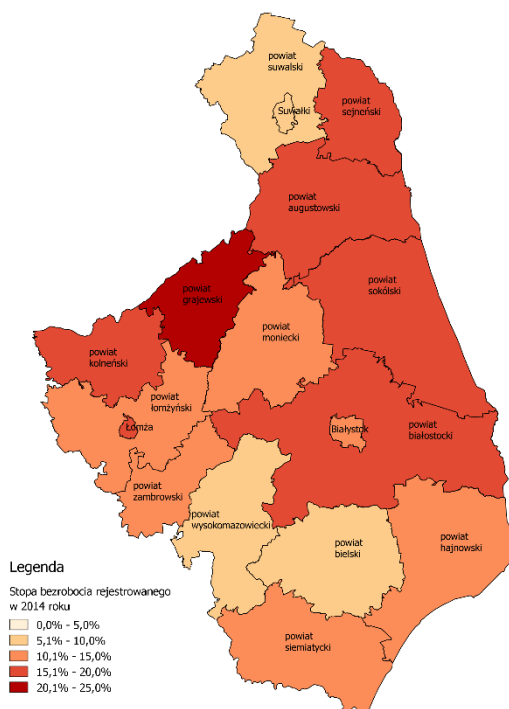 powiat
suwalski
Suwałki
powiat
sejneński
powiat
augustowski
powiat
sokólski
powiat
grajewski
powiat
moniecki
powiat
kolneński
powiat
łomżyński
Łomża
Białystok
powiat
białostocki
powiat
zambrowski
powiat
wysokomazowiecki
powiat
bielski
powiat
hajnowski
powiat
siemiatycki
Legenda
Stopa bezrobocia rejestrowanego
w 2014 roku
0,0% - 5,0%
5,1% - 10,0%
10,1% - 15,0%
15,1% - 20,0%
20,1% - 25,0%